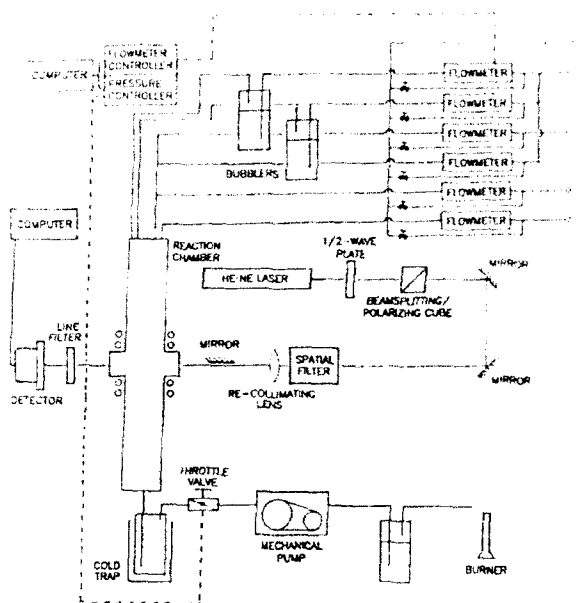 FLOWMETER
CONTROLLER
COMPUTER
PRESSURE
CONTROLLER
FLOWMETER
FLOWMETER
FLOWMETER
FLOWMETER
FLOWMETER
FLOWMETER
BUBBLERS
COMPUTER
REACTION
CHAMBER
1/2-WAVE
PLATE
HE-NE LASER
MIRROR
BEAMSPLITTING/
POLARIZING CUBE
LINE
FILTER
MIRROR
SPATIAL
FILTER
MIRROR
DETECTOR
RE-COLLIMATING
LENS
THROTTLE
VALVE
COLD
TRAP
MECHANICAL
PUMP
BURNER